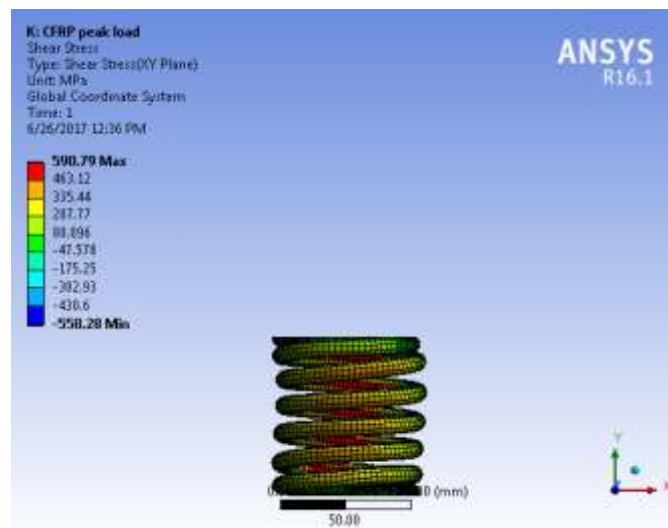 K: CFRP peak load
Shear Stress
Type: Shear Stress(XY Plane)
Unit: MPa
Global Coordinate System
Time: 1
6/26/2017 12:36 PM
ANSYS
R16.1
590.79 Max
463.12
335.44
207.77
80.096
-47.578
-175.25
-302.93
-430.6
-558.28 Min
(mm)
50.00
Y
X